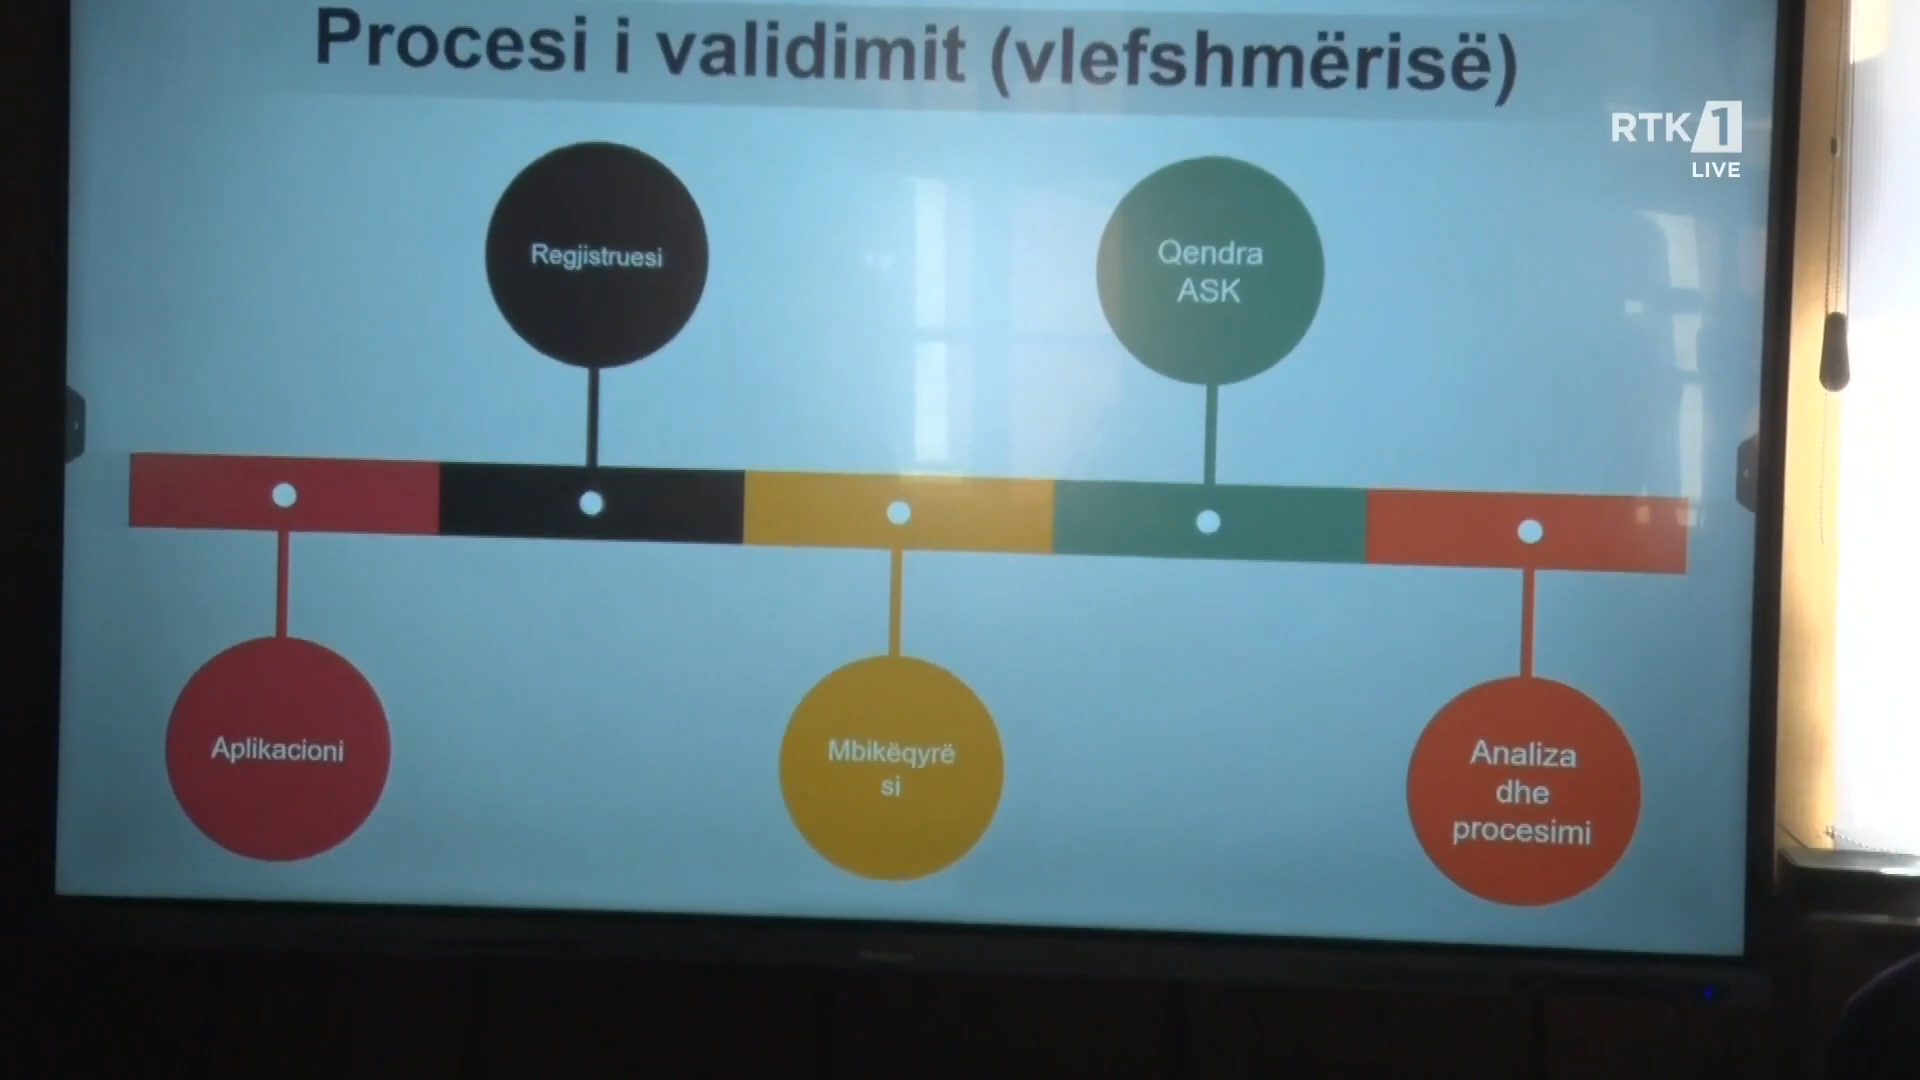 Procesi i validimit (vlefshmërisë)
RTK 1
LIVE
Regjistruesi
Qendra
ASK
Aplikacioni
Mbikëqyrë
si
Analiza
dhe
procesimi